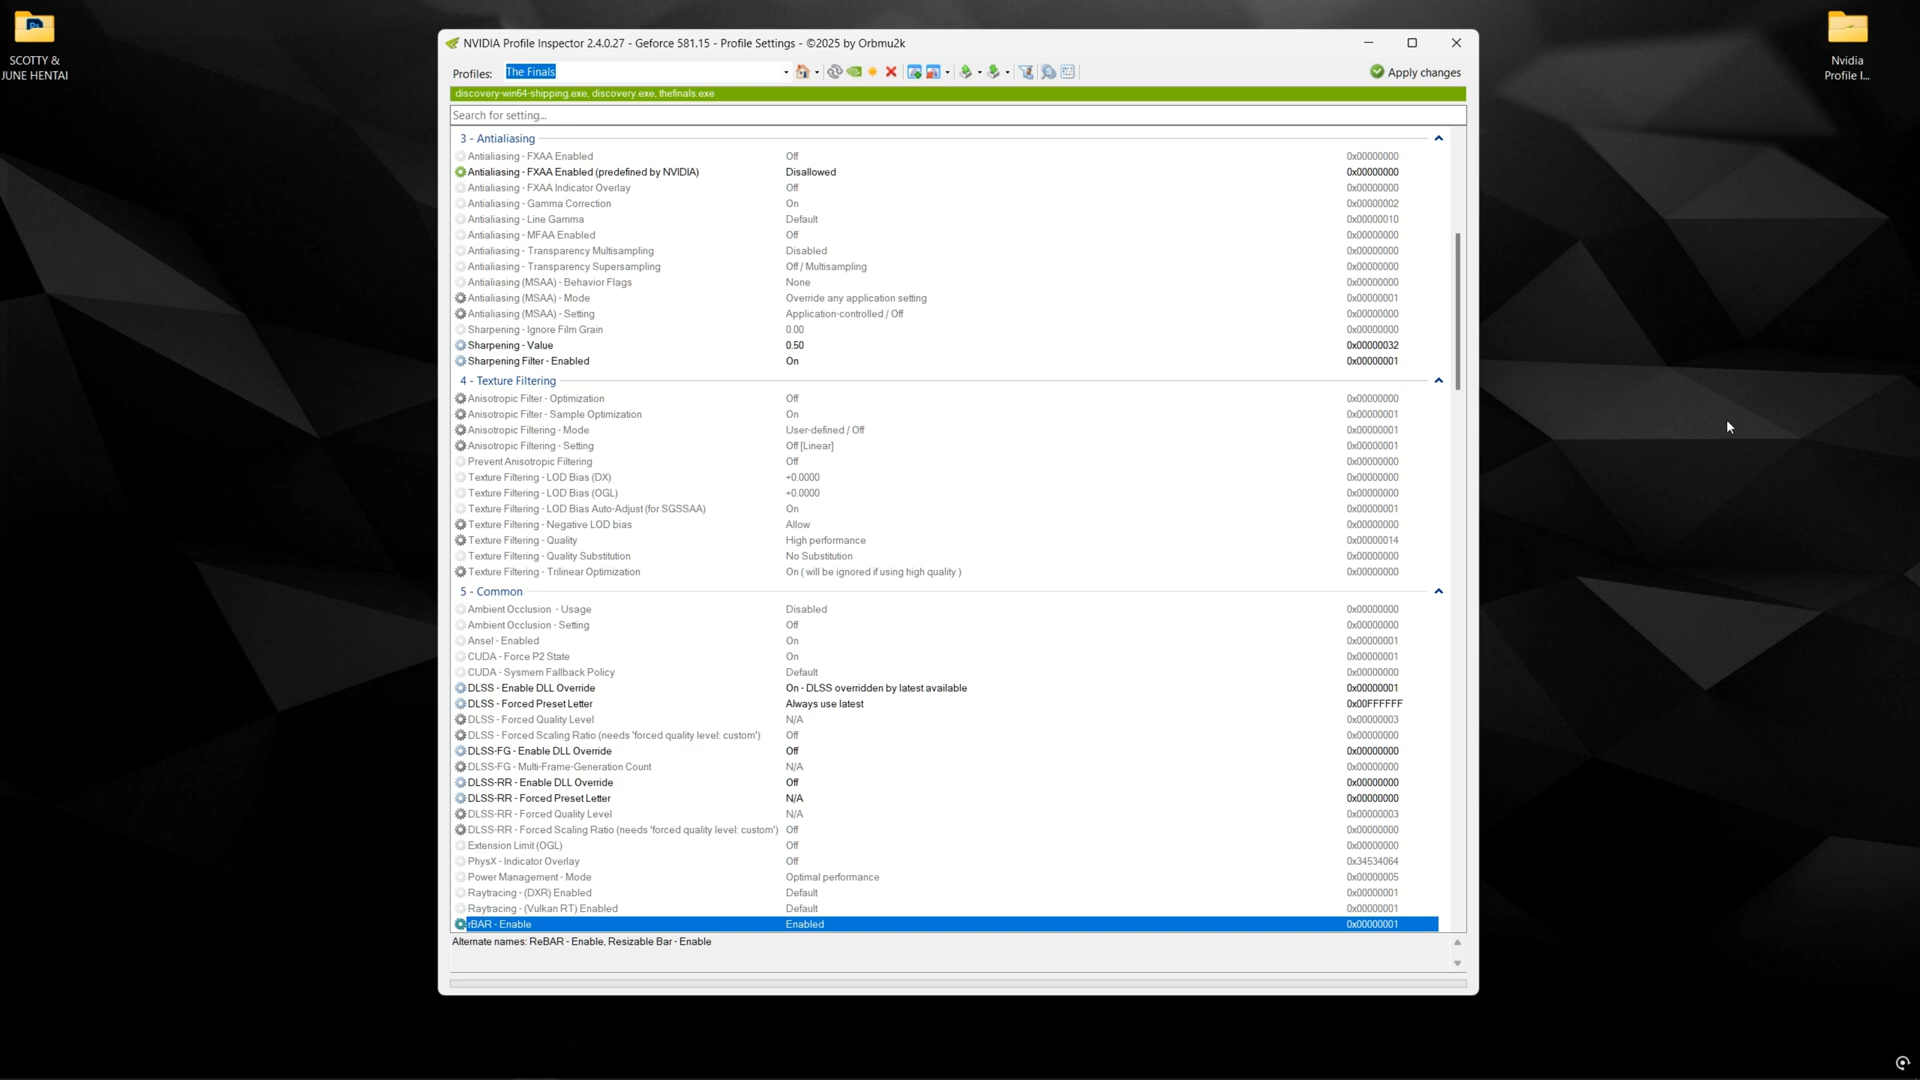 SCOTTY &
JUNE HENTAI
NVIDIA Profile Inspector 2.4.0.27 - Geforce 581.15 - Profile Settings - ©2025 by Orbmu2k
Nvidia
Profile I...
Profiles: The Finals Apply changes
discovery-win64-shipping.exe, discovery.exe, thefinals.exe
Search for setting...
3 - Antialiasing
Antialiasing - FXAA Enabled Off 0x00000000
Antialiasing - FXAA Enabled (predefined by NVIDIA) Disallowed 0x00000000
Antialiasing - FXAA Indicator Overlay Off 0x00000000
Antialiasing - Gamma Correction On 0x00000002
Antialiasing - Line Gamma Default 0x00000010
Antialiasing - MFAA Enabled Off 0x00000000
Antialiasing - Transparency Multisampling Disabled 0x00000000
Antialiasing - Transparency Supersampling Off / Multisampling 0x00000000
Antialiasing (MSAA) - Behavior Flags None 0x00000000
Antialiasing (MSAA) - Mode Override any application setting 0x00000001
Antialiasing (MSAA) - Setting Application-controlled / Off 0x00000000
Sharpening - Ignore Film Grain 0.00 0x00000000
Sharpening - Value 0.50 0x00000032
Sharpening Filter - Enabled On 0x00000001
4 - Texture Filtering
Anisotropic Filter - Optimization Off 0x00000000
Anisotropic Filter - Sample Optimization On 0x00000001
Anisotropic Filtering - Mode User-defined / Off 0x00000001
Anisotropic Filtering - Setting Off [Linear] 0x00000001
Prevent Anisotropic Filtering Off 0x00000000
Texture Filtering - LOD Bias (DX) +0.0000 0x00000000
Texture Filtering - LOD Bias (OGL) +0.0000 0x00000000
Texture Filtering - LOD Bias Auto-Adjust (for SGSSAA) On 0x00000001
Texture Filtering - Negative LOD bias Allow 0x00000000
Texture Filtering - Quality High performance 0x00000014
Texture Filtering - Quality Substitution No Substitution 0x00000000
Texture Filtering - Trilinear Optimization On ( will be ignored if using high quality ) 0x00000000
5 - Common
Ambient Occlusion - Usage Disabled 0x00000000
Ambient Occlusion - Setting Off 0x00000000
Ansel - Enabled On 0x00000001
CUDA - Force P2 State On 0x00000001
CUDA - Sysmem Fallback Policy Default 0x00000000
DLSS - Enable DLL Override On - DLSS overridden by latest available 0x00000001
DLSS - Forced Preset Letter Always use latest 0x00FFFFFF
DLSS - Forced Quality Level N/A 0x00000003
DLSS - Forced Scaling Ratio (needs 'forced quality level: custom') Off 0x00000000
DLSS-FG - Enable DLL Override Off 0x00000000
DLSS-FG - Multi-Frame-Generation Count N/A 0x00000000
DLSS-RR - Enable DLL Override Off 0x00000000
DLSS-RR - Forced Preset Letter N/A 0x00000000
DLSS-RR - Forced Quality Level N/A 0x00000003
DLSS-RR - Forced Scaling Ratio (needs 'forced quality level: custom') Off 0x00000000
Extension Limit (OGL) Off 0x00000000
PhysX - Indicator Overlay Off 0x34534064
Power Management - Mode Optimal performance 0x00000005
Raytracing - (DXR) Enabled Default 0x00000001
Raytracing - (Vulkan RT) Enabled Default 0x00000001
rBAR - Enable Enabled 0x00000001
Alternate names: ReBAR - Enable, Resizable Bar - Enable